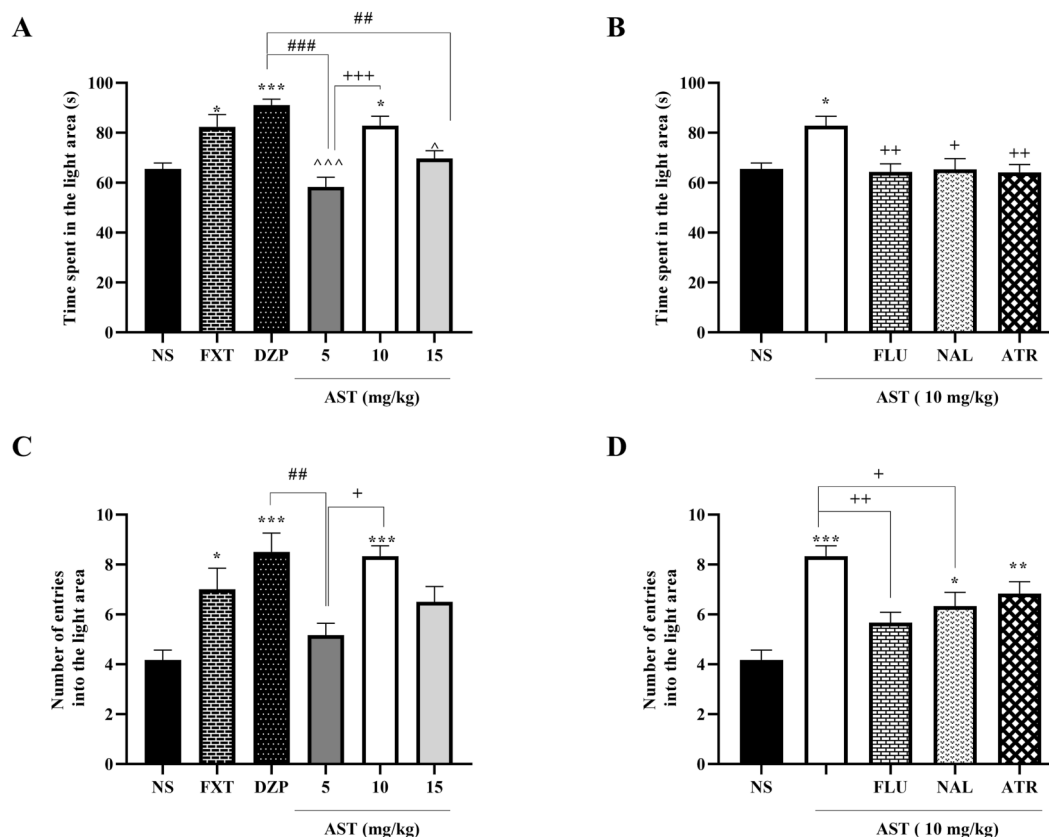 A
Time spent in the light area (s)
100
80
60
40
20
0
*
***
^^^
*
^
###
+++
##
NS FXT DZP 5 10 15
AST (mg/kg)
B
Time spent in the light area (s)
100
80
60
40
20
0
*
++
+
++
NS FLU NAL ATR
AST ( 10 mg/kg)
C
Number of entries
into the light area
10
8
6
4
2
0
*
***
***
##
+
NS FXT DZP 5 10 15
AST (mg/kg)
D
Number of entries
into the light area
10
8
6
4
2
0
***
*
**
++
+
NS FLU NAL ATR
AST ( 10 mg/kg)